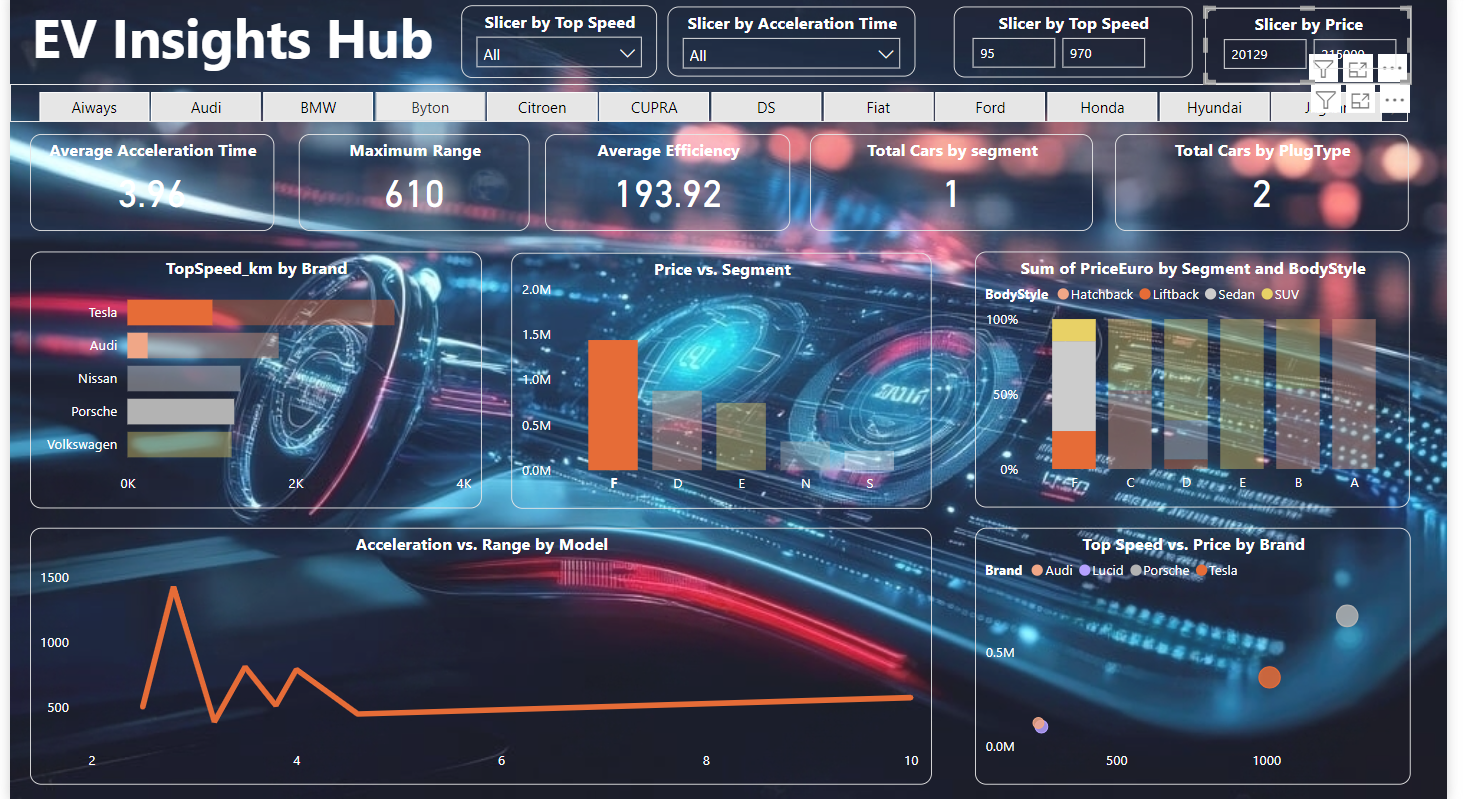 EV Insights Hub
Slicer by Top Speed
All
Slicer by Acceleration Time
All
Slicer by Top Speed
95 970
Slicer by Price
20129 215000
Aiways Audi BMW Byton Citroen CUPRA DS Fiat Ford Honda Hyundai
Average Acceleration Time
3.96
Maximum Range
610
Average Efficiency
193.92
Total Cars by segment
1
Total Cars by PlugType
2
TopSpeed_km by Brand
Tesla
Audi
Nissan
Porsche
Volkswagen
0K 2K 4K
Price vs. Segment
2.0M
1.5M
1.0M
0.5M
0.0M
F D E N S
Sum of PriceEuro by Segment and BodyStyle
BodyStyle Hatchback Liftback Sedan SUV
100%
50%
0%
F C D E B A
Acceleration vs. Range by Model
1500
1000
500
2 4 6 8 10
Top Speed vs. Price by Brand
Brand Audi Lucid Porsche Tesla
0.5M
0.0M
500 1000